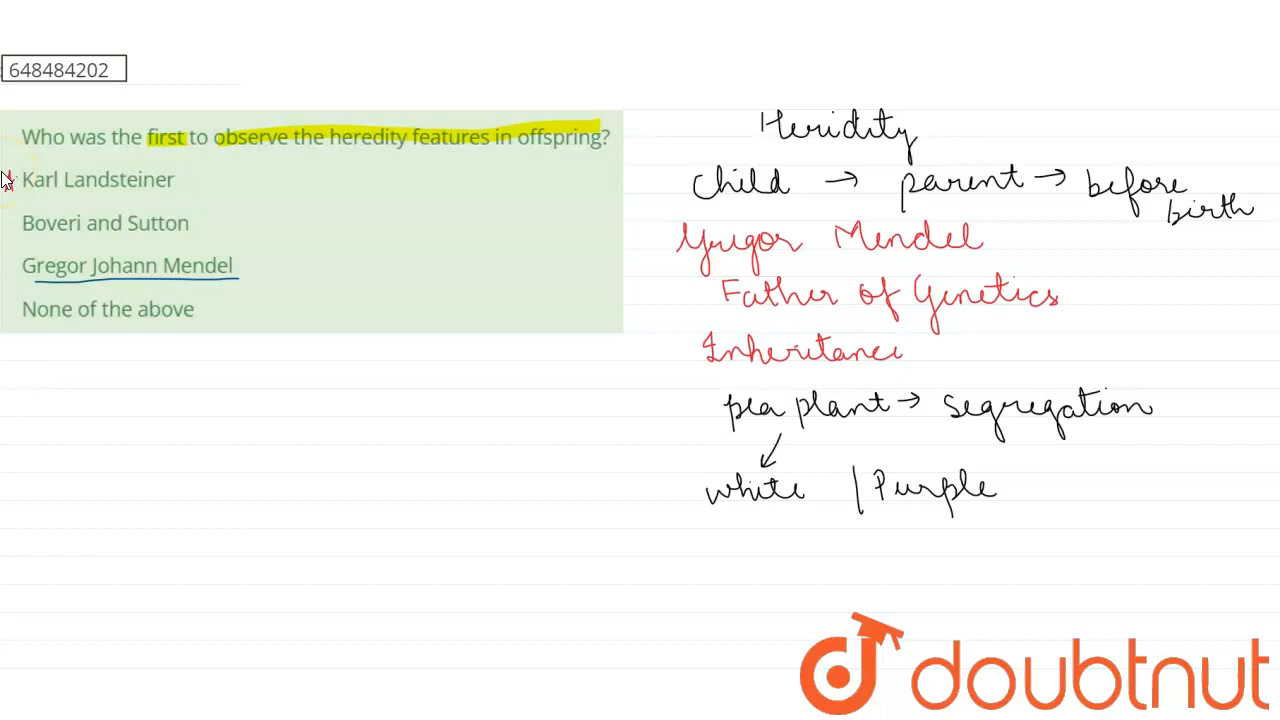 648484202
Who was the first to observe the heredity features in offspring?
Karl Landsteiner
Boveri and Sutton
Gregor Johann Mendel
None of the above
Heridity
child → parent → before birth
Grigor Mendel
Father of Genetics
Inheritance
pea plant → segregation
white | Purple
doubtnut